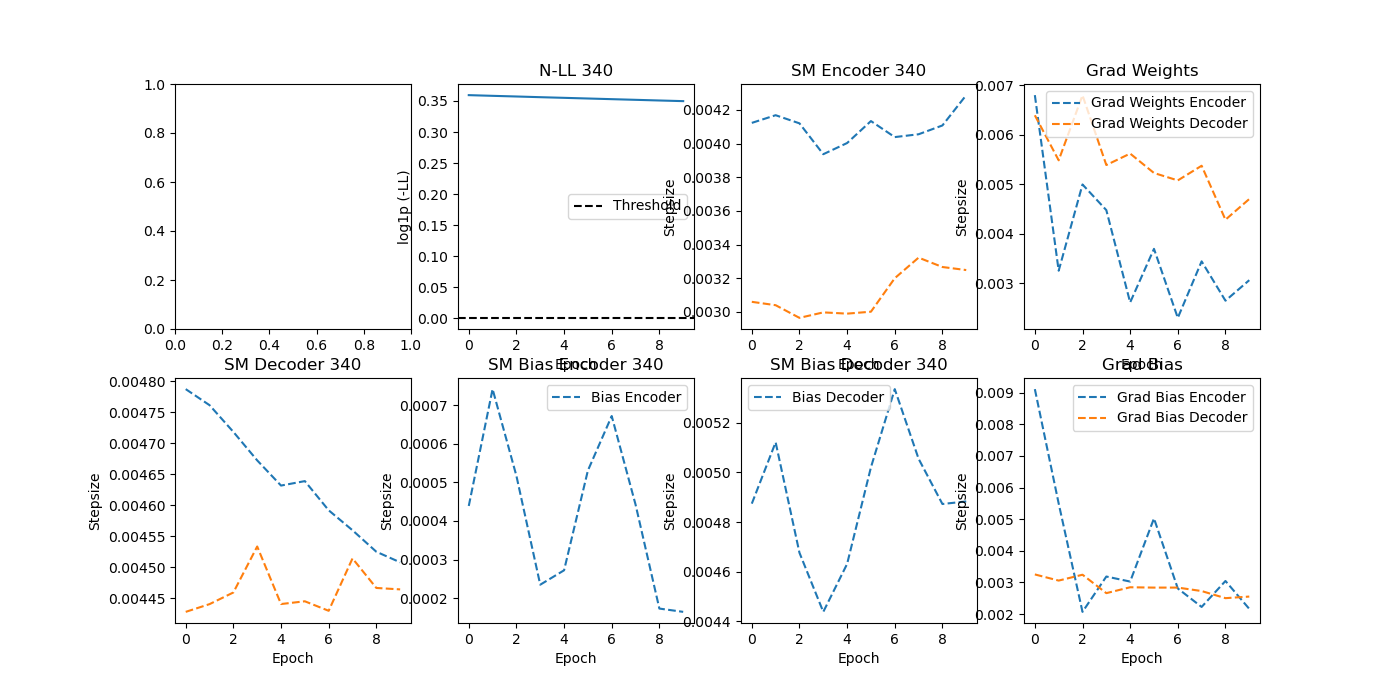 1.0
0.8
0.6
0.4
0.2
0.0
0.0 0.2 0.4 0.6 0.8 1.0
N-LL 340
log1p (-LL)
0.35
0.30
0.25
0.20
0.15
0.10
0.05
0.00
Threshold
0 2 4 6 8
Epoch
SM Encoder 340
Stepsize
0.0042
0.0040
0.0038
0.0036
0.0034
0.0032
0.0030
0 2 4 6 8
Epoch
Grad Weights
Stepsize
0.007
0.006
0.005
0.004
0.003
Grad Weights Encoder
Grad Weights Decoder
0 2 4 6 8
Epoch
SM Decoder 340
Stepsize
0.00480
0.00475
0.00470
0.00465
0.00460
0.00455
0.00450
0.00445
0 2 4 6 8
Epoch
SM Bias Encoder 340
Stepsize
0.0007
0.0006
0.0005
0.0004
0.0003
0.0002
Bias Encoder
0 2 4 6 8
Epoch
SM Bias Decoder 340
Stepsize
0.0052
0.0050
0.0048
0.0046
0.0044
Bias Decoder
0 2 4 6 8
Epoch
Grad Bias
Stepsize
0.009
0.008
0.007
0.006
0.005
0.004
0.003
0.002
Grad Bias Encoder
Grad Bias Decoder
0 2 4 6 8
Epoch